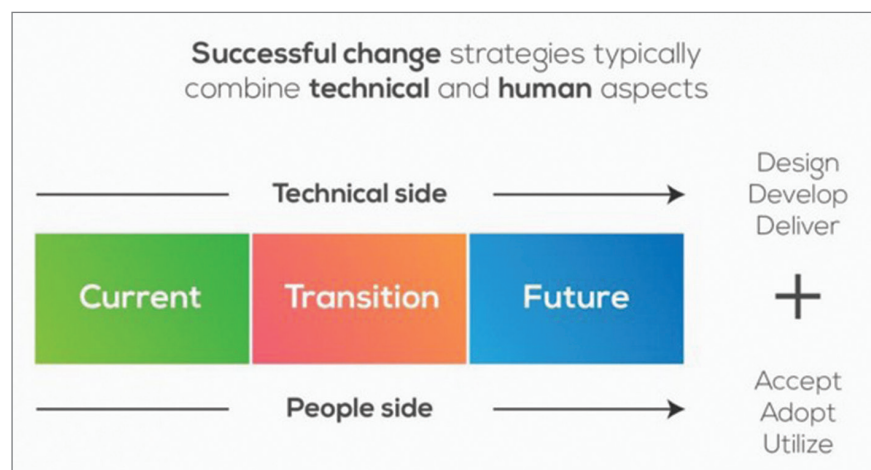 Successful change strategies typically
combine technical and human aspects
Technical side
Design
Develop
Deliver
Current
Transition
Future
+
People side
Accept
Adopt
Utilize